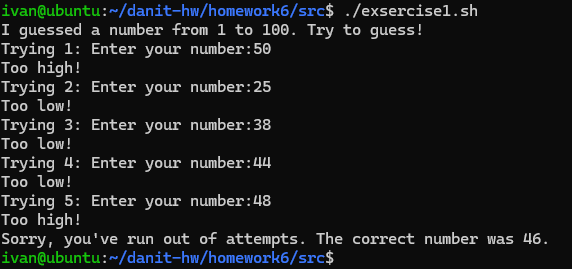 ivan@ubuntu:~/danit-hw/homework6/src$ ./exsercise1.sh
I guessed a number from 1 to 100. Try to guess!
Trying 1: Enter your number:50
Too high!
Trying 2: Enter your number:25
Too low!
Trying 3: Enter your number:38
Too low!
Trying 4: Enter your number:44
Too low!
Trying 5: Enter your number:48
Too high!
Sorry, you've run out of attempts. The correct number was 46.
ivan@ubuntu:~/danit-hw/homework6/src$